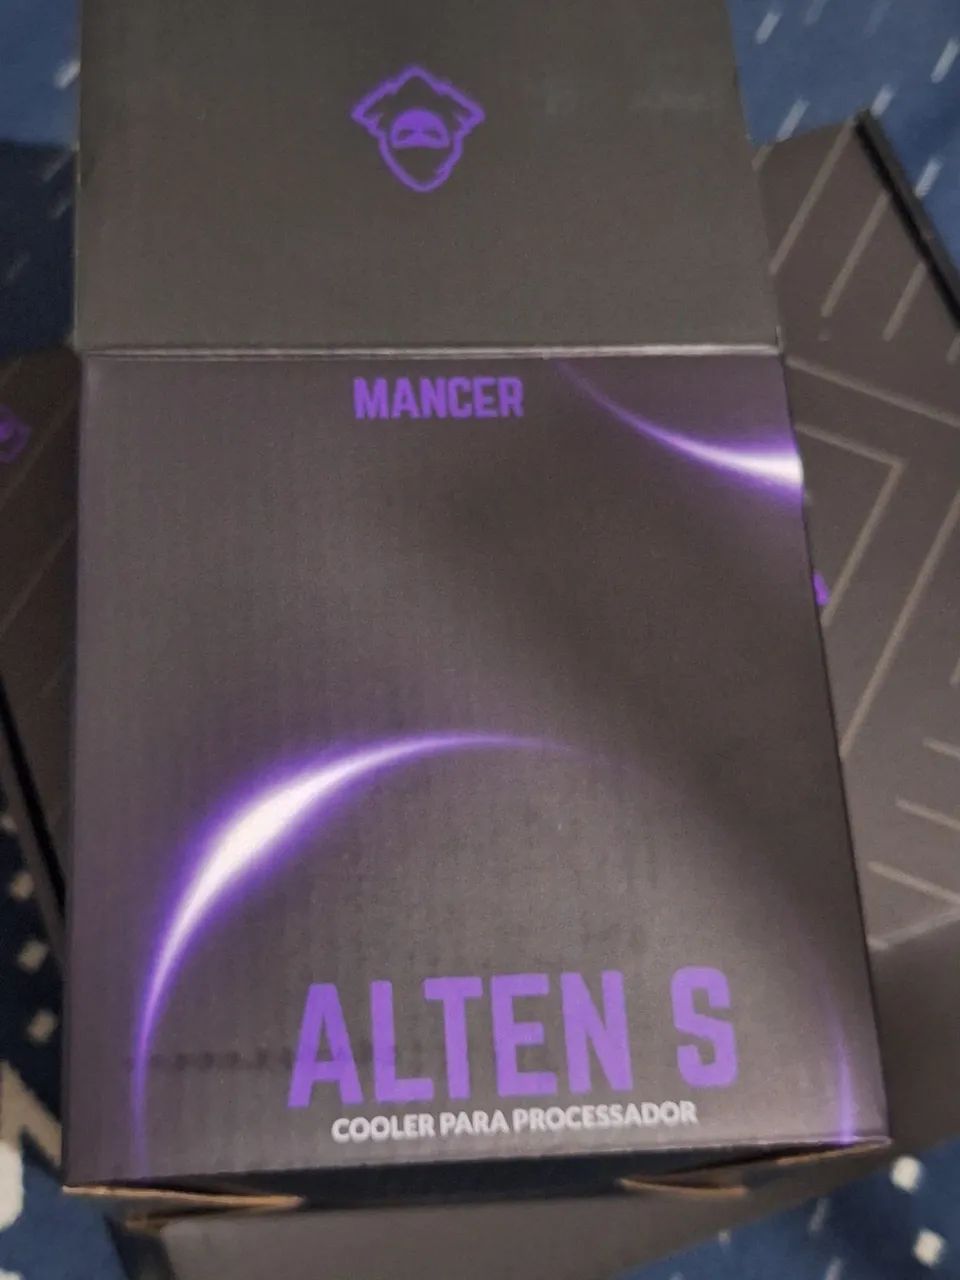 MANCER
ALTEN S
COOLER PARA PROCESSADOR